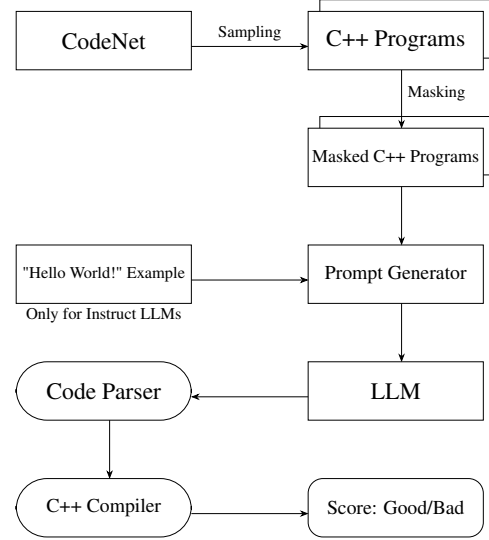 CodeNet
Sampling
C++ Programs
Masking
Masked C++ Programs
"Hello World!" Example
Prompt Generator
Only for Instruct LLMs
Code Parser
LLM
C++ Compiler
Score: Good/Bad